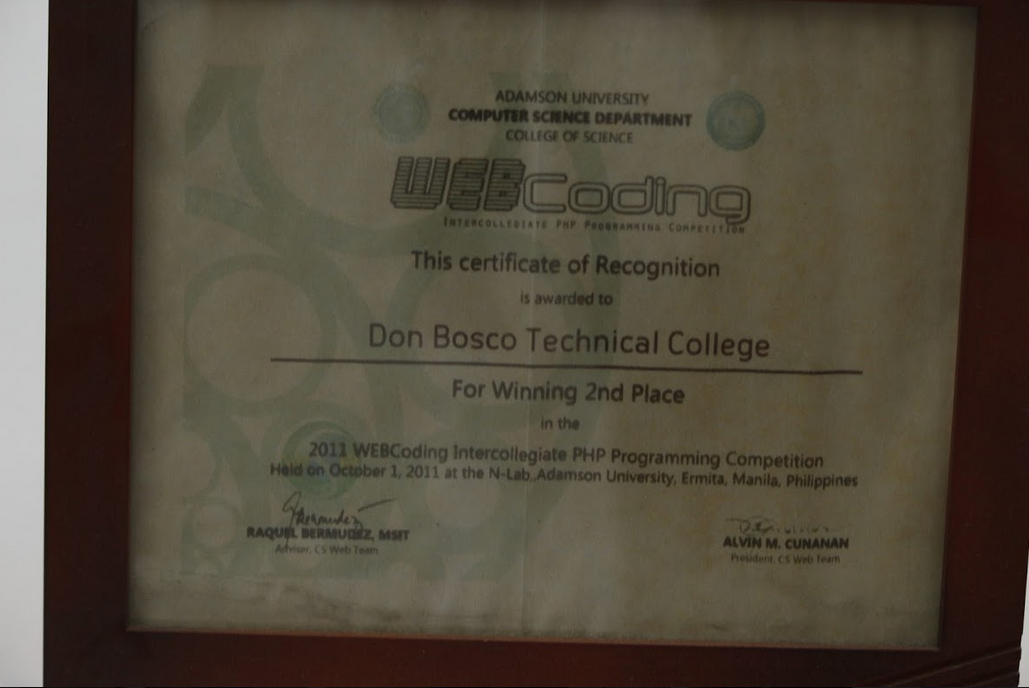 ADAMSON UNIVERSITY
COMPUTER SCIENCE DEPARTMENT
COLLEGE OF SCIENCE
WEBCoding
INTERCOLLEGIATE PHP PROGRAMMING COMPETITION
This certificate of Recognition
is awarded to
Don Bosco Technical College
For Winning 2nd Place
in the
2011 WEBCoding Intercollegiate PHP Programming Competition
Held on October 1, 2011 at the N-Lab, Adamson University, Ermita, Manila, Philippines
RAQUEL BERMUDEZ, MSIT
Adviser, CS Web Team
ALVIN M. CUNANAN
President, CS Web Team